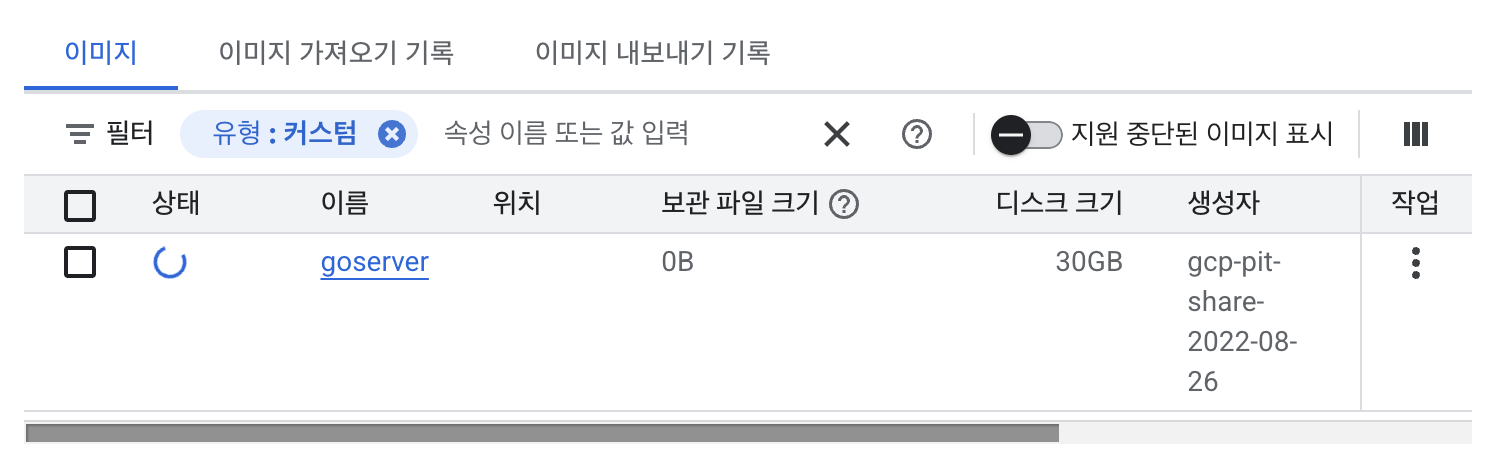 이미지 이미지 가져오기 기록 이미지 내보내기 기록
필터 유형 : 커스텀 속성 이름 또는 값 입력 지원 중단된 이미지 표시
상태 이름 위치 보관 파일 크기 디스크 크기 생성자 작업
goserver 0B 30GB gcp-pit-
share-
2022-08-
26